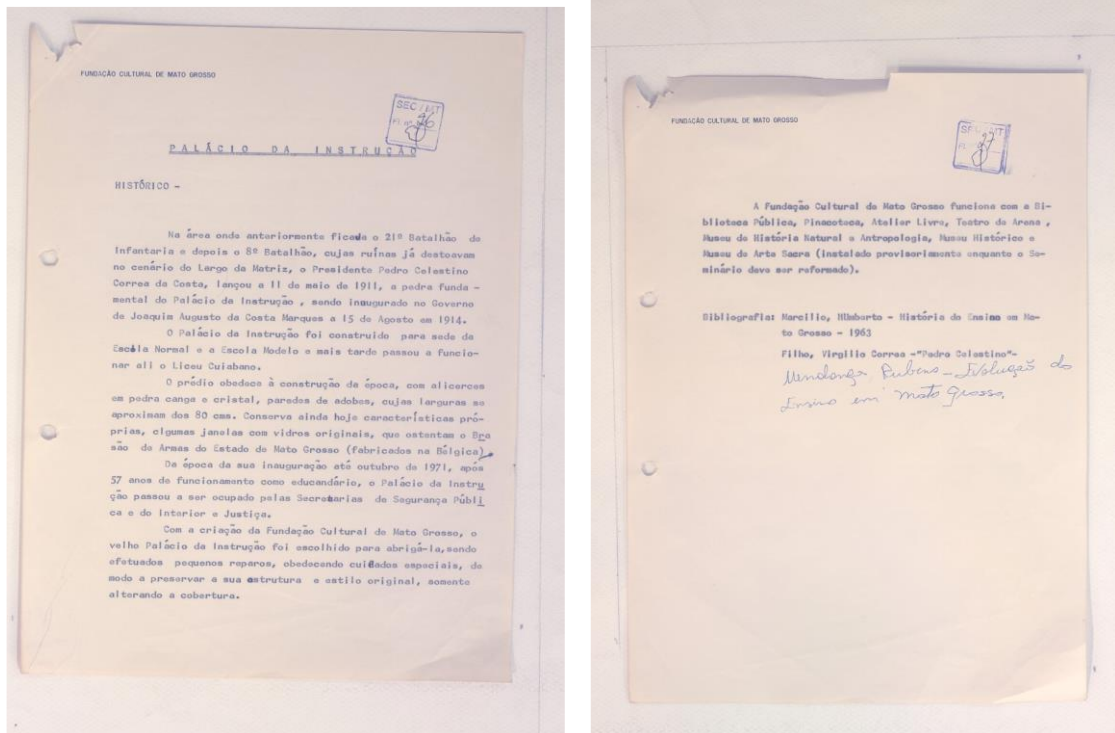 FUNDAÇÃO CULTURAL DE MATO GROSSO
SEC / MT
Fl. nº 26
PALÁCIO DA INSTRUÇÃO
HISTÓRICO -
Na área onde anteriormente ficava o 21º Batalhão de
Infantaria e depois o 8º Batalhão, cujas ruínas já destoavam
no cenário do Largo da Matriz, o Presidente Pedro Celestino
Correa da Costa, lançou a 11 de maio de 1911, a pedra funda -
mental do Palácio da Instrução , sendo inaugurado no Governo
de Joaquim Augusto da Costa Marques a 15 de Agosto em 1914.
O Palácio da Instrução foi construido para sede da
Escola Normal e a Escola Modelo e mais tarde passou a funcio-
nar ali o Liceu Cuiabano.
O prédio obedece à construção da época, com alicerces
em pedra canga e cristal, paredes de adobes, cujas larguras se
aproximam dos 80 cms. Conserva ainda hoje características pró-
prias, algumas janelas com vidros originais, que ostentam o Bra
são de Armas do Estado de Mato Grosso (fabricados na Bélgica).
Da época da sua inauguração até outubro de 1971, após
57 anos de funcionamento como educandário, o Palácio da Instru
ção passou a ser ocupado pelas Secretarias de Segurança Públi
ca e do Interior e Justiça.
Com a criação da Fundação Cultural de Mato Grosso, o
velho Palácio da Instrução foi escolhido para abrigá-la,sendo
efetuados pequenos reparos, obedecendo cuidados especiais, de
modo a preservar a sua estrutura e estilo original, somente
alterando a cobertura.
FUNDAÇÃO CULTURAL DE MATO GROSSO
27
A Fundação Cultural de Mato Grosso funciona com a Bi-
blioteca Pública, Pinacoteca, Atelier Livre, Teatro de Arena ,
Museu de História Natural e Antropologia, Museu Histórico e
Museu de Arte Sacra (instalado provisoriamente enquanto o Se-
minário deve ser reformado).
Bibliografia: Marcilio, Humberto - História do Ensino em Ma-
to Grosso - 1963
Filho, Virgilio Correa -"Pedro Celestino"-
Mendonça Rubens - Evolução do
Ensino em Mato Grosso.